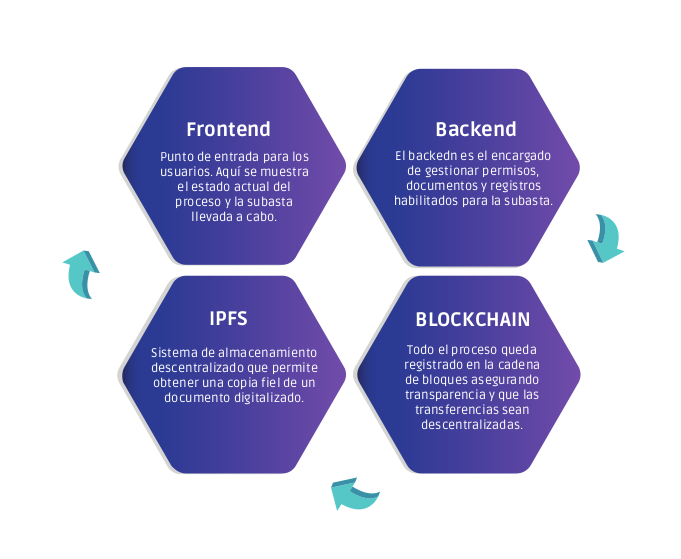 Frontend
Punto de entrada para los
usuarios. Aquí se muestra
el estado actual del
proceso y la subasta
llevada a cabo.
Backend
El backedn es el encargado
de gestionar permisos,
documentos y registros
habilitados para la subasta.
IPFS
Sistema de almacenamiento
descentralizado que permite
obtener una copia fiel de un
documento digitalizado.
BLOCKCHAIN
Todo el proceso queda
registrado en la cadena
de bloques asegurando
transparencia y que las
transferencias sean
descentralizadas.